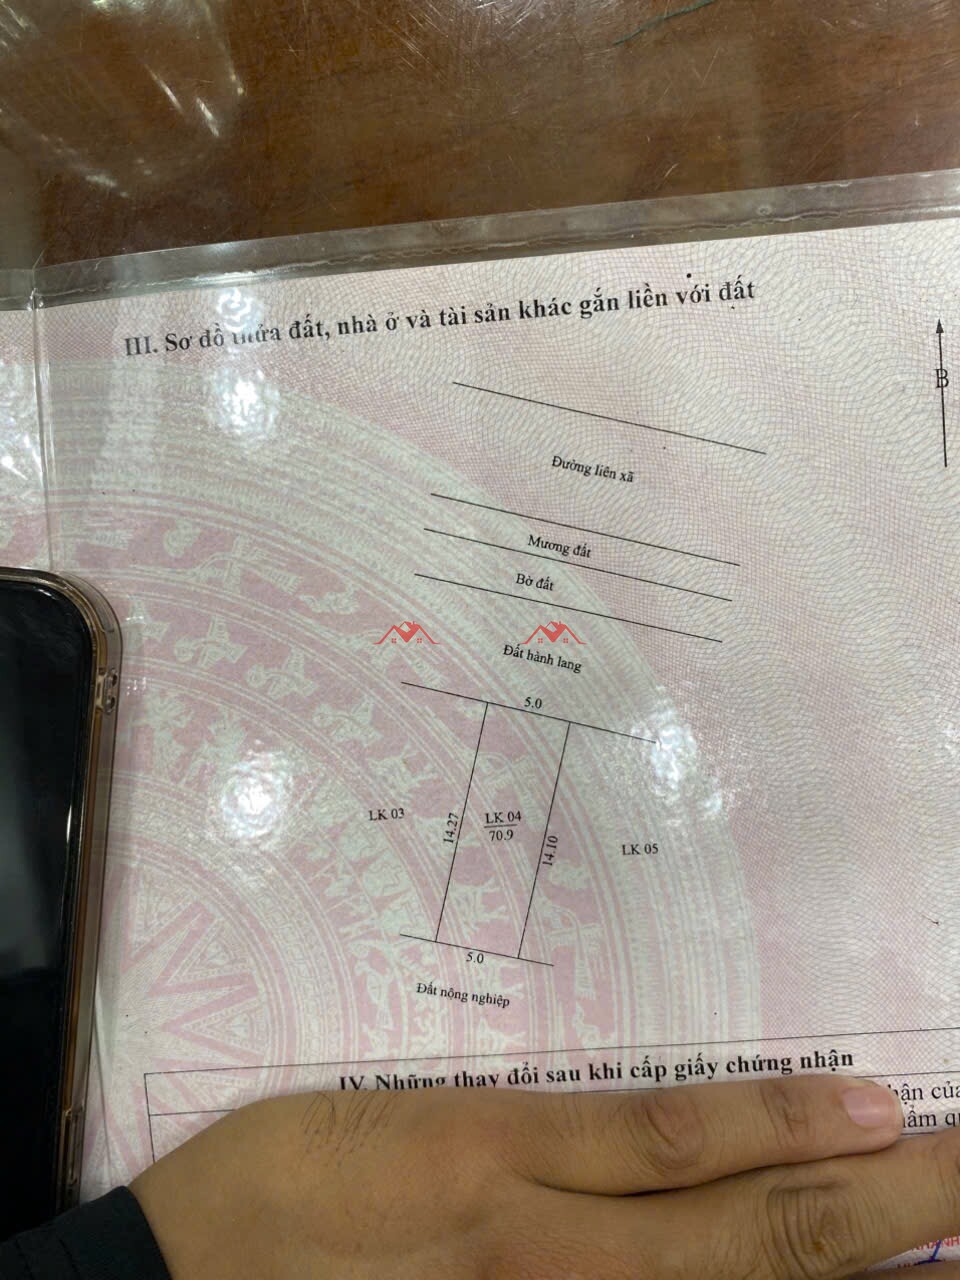 III. Sơ đồ thửa đất, nhà ở và tài sản khác gắn liền với đất
B
Đường liên xã
Mương đất
Bờ đất
Đất hành lang
5.0
LK 03
14.27
LK 04
70.9
14.10
LK 05
5.0
Đất nông nghiệp
IV. Những thay đổi sau khi cấp giấy chứng nhận